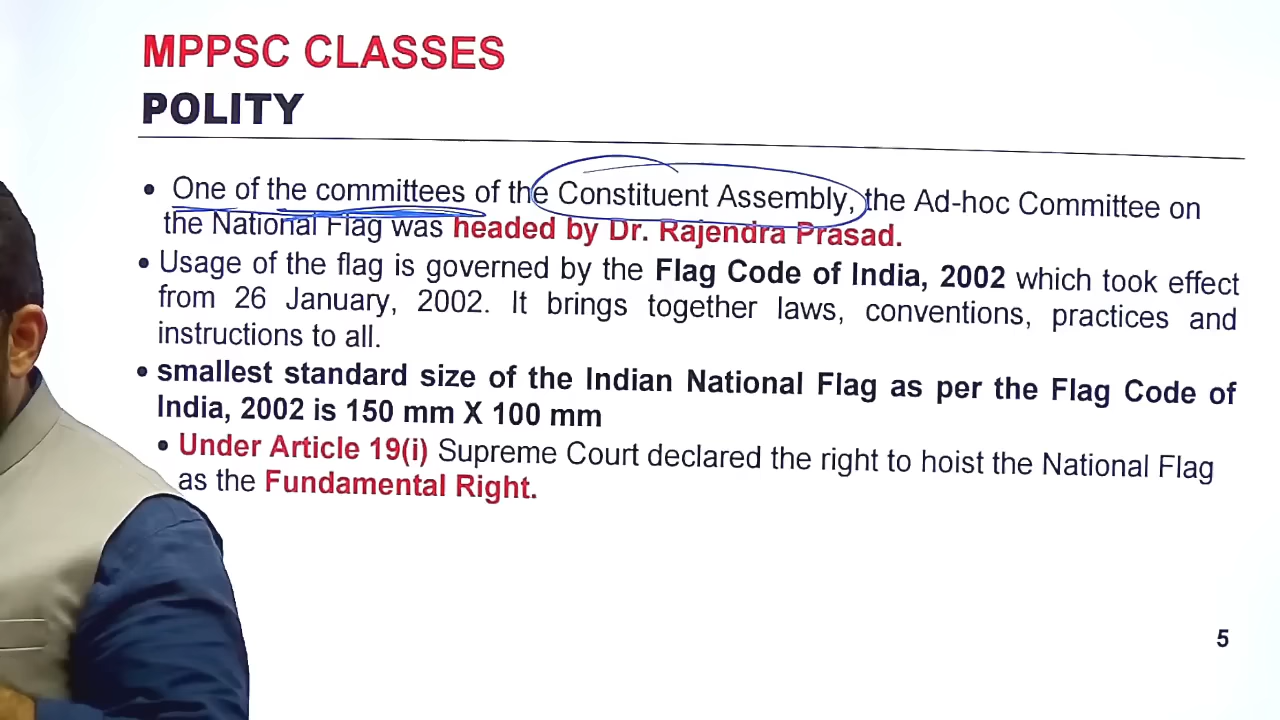 MPPSC CLASSES
POLITY
• One of the committees of the Constituent Assembly, the Ad-hoc Committee on
the National Flag was headed by Dr. Rajendra Prasad.
• Usage of the flag is governed by the Flag Code of India, 2002 which took effect
from 26 January, 2002. It brings together laws, conventions, practices and
instructions to all.
• smallest standard size of the Indian National Flag as per the Flag Code of
India, 2002 is 150 mm X 100 mm
• Under Article 19(i) Supreme Court declared the right to hoist the National Flag
as the Fundamental Right.
5